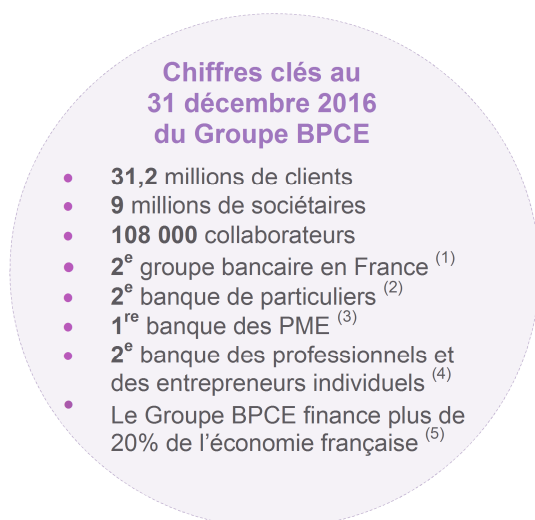 Chiffres clés au
31 décembre 2016
du Groupe BPCE
• 31,2 millions de clients
• 9 millions de sociétaires
• 108 000 collaborateurs
• 2e groupe bancaire en France (1)
• 2e banque de particuliers (2)
• 1re banque des PME (3)
• 2e banque des professionnels et
des entrepreneurs individuels (4)
• Le Groupe BPCE finance plus de
20% de l’économie française (5)